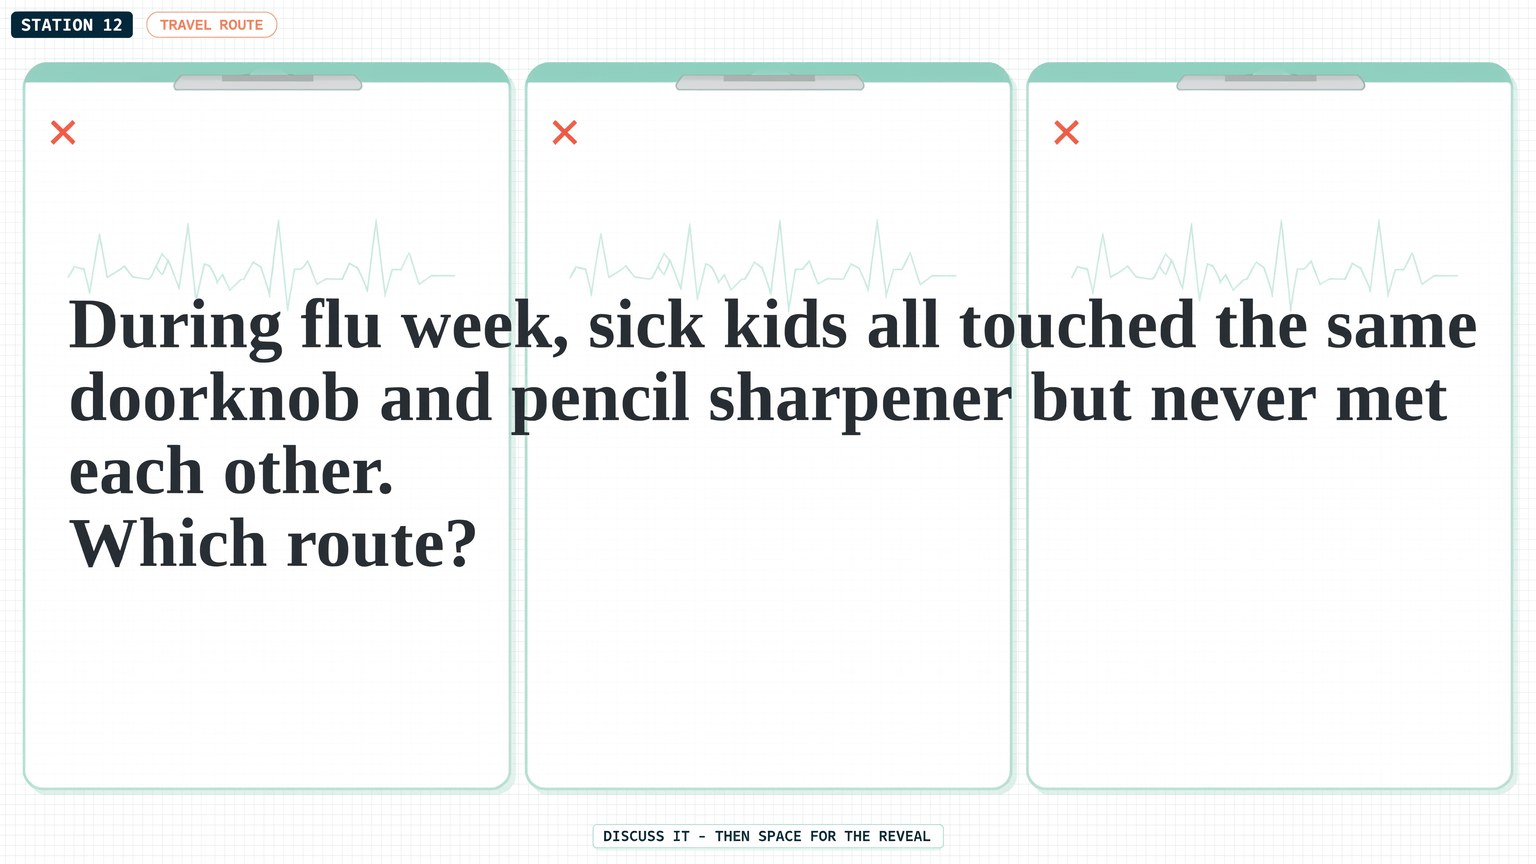 STATION 12
TRAVEL ROUTE
During flu week, sick kids all touched the same
doorknob and pencil sharpener but never met
each other.
Which route?
DISCUSS IT - THEN SPACE FOR THE REVEAL